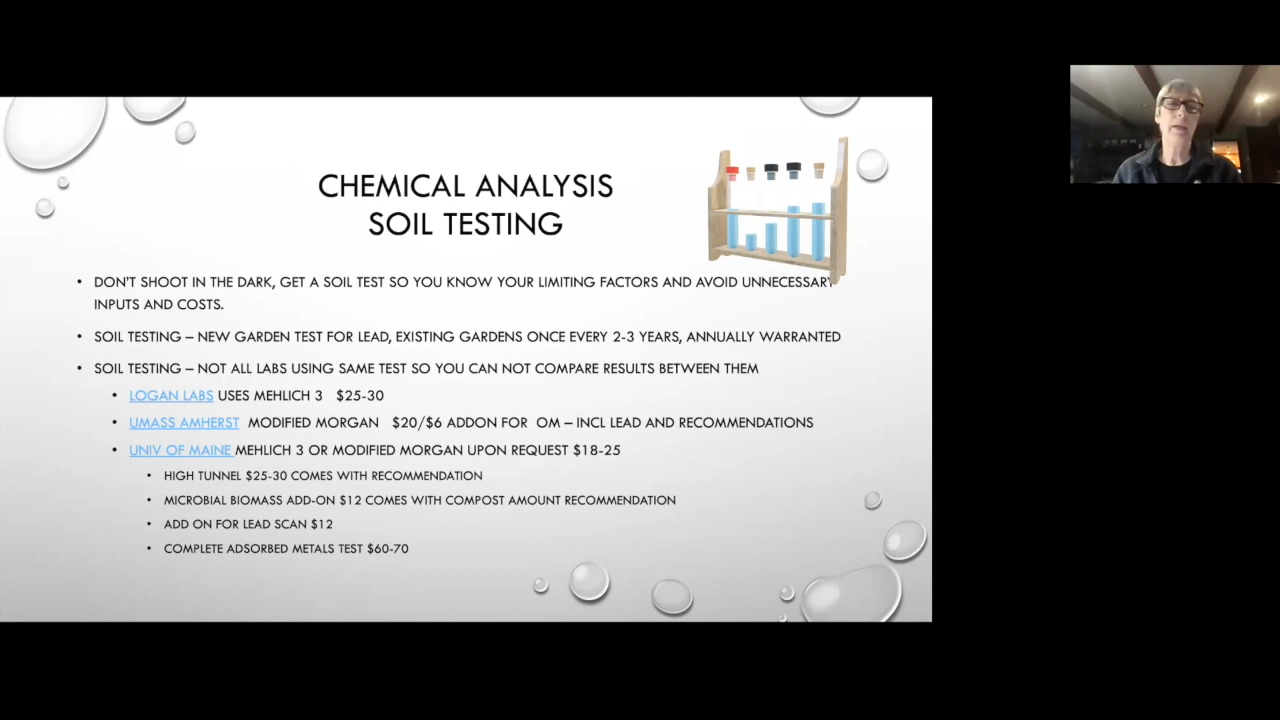 CHEMICAL ANALYSIS
SOIL TESTING
• DON'T SHOOT IN THE DARK, GET A SOIL TEST SO YOU KNOW YOUR LIMITING FACTORS AND AVOID UNNECESSARY
INPUTS AND COSTS.
• SOIL TESTING – NEW GARDEN TEST FOR LEAD, EXISTING GARDENS ONCE EVERY 2-3 YEARS, ANNUALLY WARRANTED
• SOIL TESTING – NOT ALL LABS USING SAME TEST SO YOU CAN NOT COMPARE RESULTS BETWEEN THEM
• LOGAN LABS USES MEHLICH 3 $25-30
• UMASS AMHERST MODIFIED MORGAN $20/$6 ADDON FOR OM – INCL LEAD AND RECOMMENDATIONS
• UNIV OF MAINE MEHLICH 3 OR MODIFIED MORGAN UPON REQUEST $18-25
• HIGH TUNNEL $25-30 COMES WITH RECOMMENDATION
• MICROBIAL BIOMASS ADD-ON $12 COMES WITH COMPOST AMOUNT RECOMMENDATION
• ADD ON FOR LEAD SCAN $12
• COMPLETE ADSORBED METALS TEST $60-70